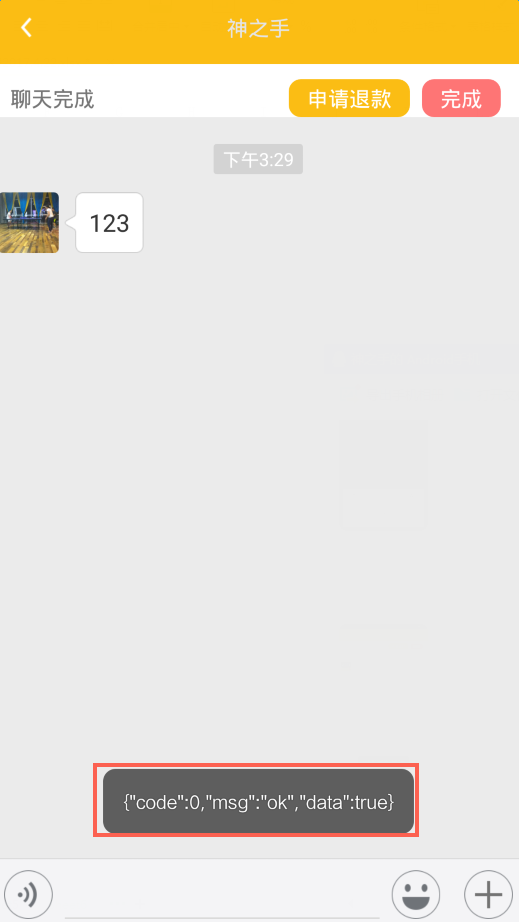 神之手
聊天完成
申请退款
完成
下午3:29
123
{"code":0,"msg":"ok","data":true}